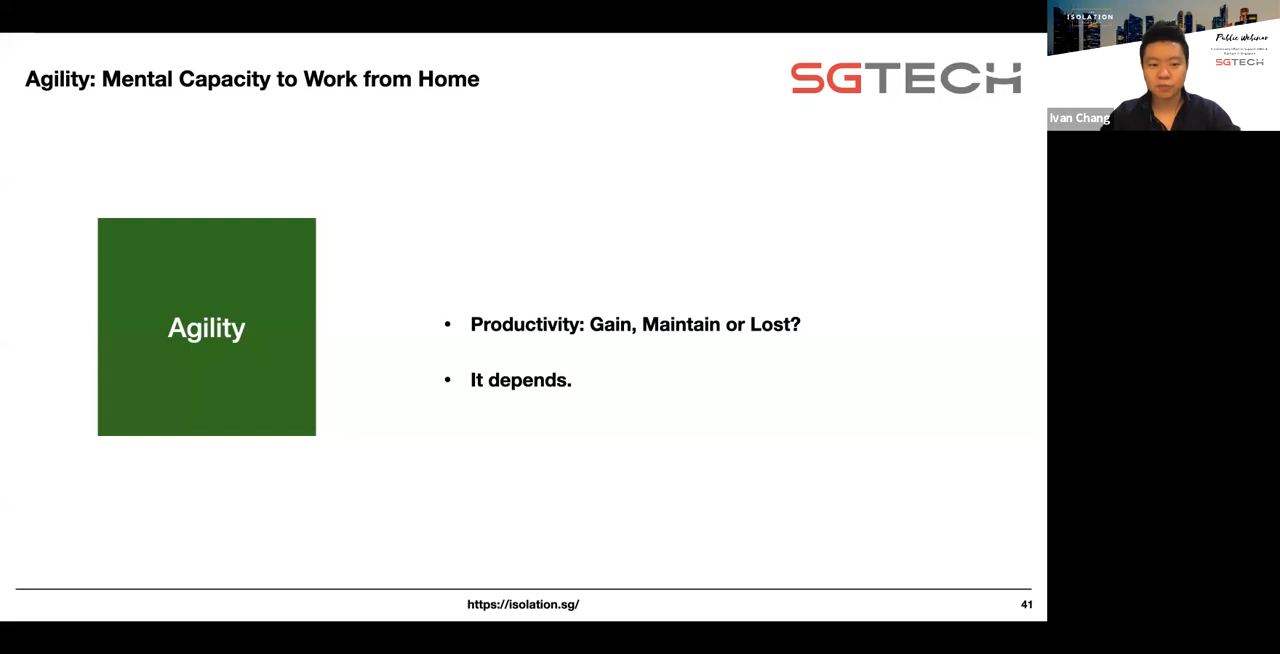 Agility: Mental Capacity to Work from Home
SGTECH
Agility
• Productivity: Gain, Maintain or Lost?
• It depends.
https://isolation.sg/
41
ISOLATION
Public Webinar
SGTECH
Ivan Chang